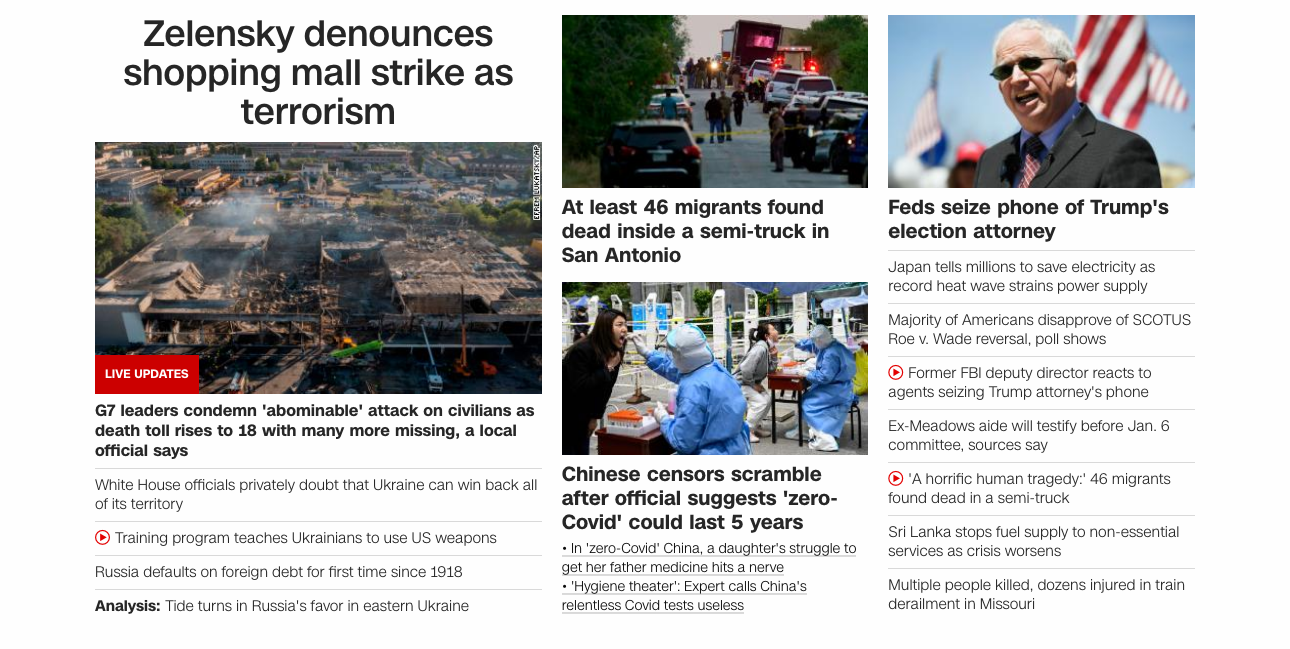 Zelensky denounces
shopping mall strike as
terrorism
EFREM LUKATSKY/AP
LIVE UPDATES
G7 leaders condemn 'abominable' attack on civilians as
death toll rises to 18 with many more missing, a local
official says
White House officials privately doubt that Ukraine can win back all
of its territory
Training program teaches Ukrainians to use US weapons
Russia defaults on foreign debt for first time since 1918
Analysis: Tide turns in Russia's favor in eastern Ukraine
At least 46 migrants found
dead inside a semi-truck in
San Antonio
Chinese censors scramble
after official suggests 'zero-
Covid' could last 5 years
• In 'zero-Covid' China, a daughter's struggle to
get her father medicine hits a nerve
• 'Hygiene theater': Expert calls China's
relentless Covid tests useless
Feds seize phone of Trump's
election attorney
Japan tells millions to save electricity as
record heat wave strains power supply
Majority of Americans disapprove of SCOTUS
Roe v. Wade reversal, poll shows
Former FBI deputy director reacts to
agents seizing Trump attorney's phone
Ex-Meadows aide will testify before Jan. 6
committee, sources say
'A horrific human tragedy:' 46 migrants
found dead in a semi-truck
Sri Lanka stops fuel supply to non-essential
services as crisis worsens
Multiple people killed, dozens injured in train
derailment in Missouri